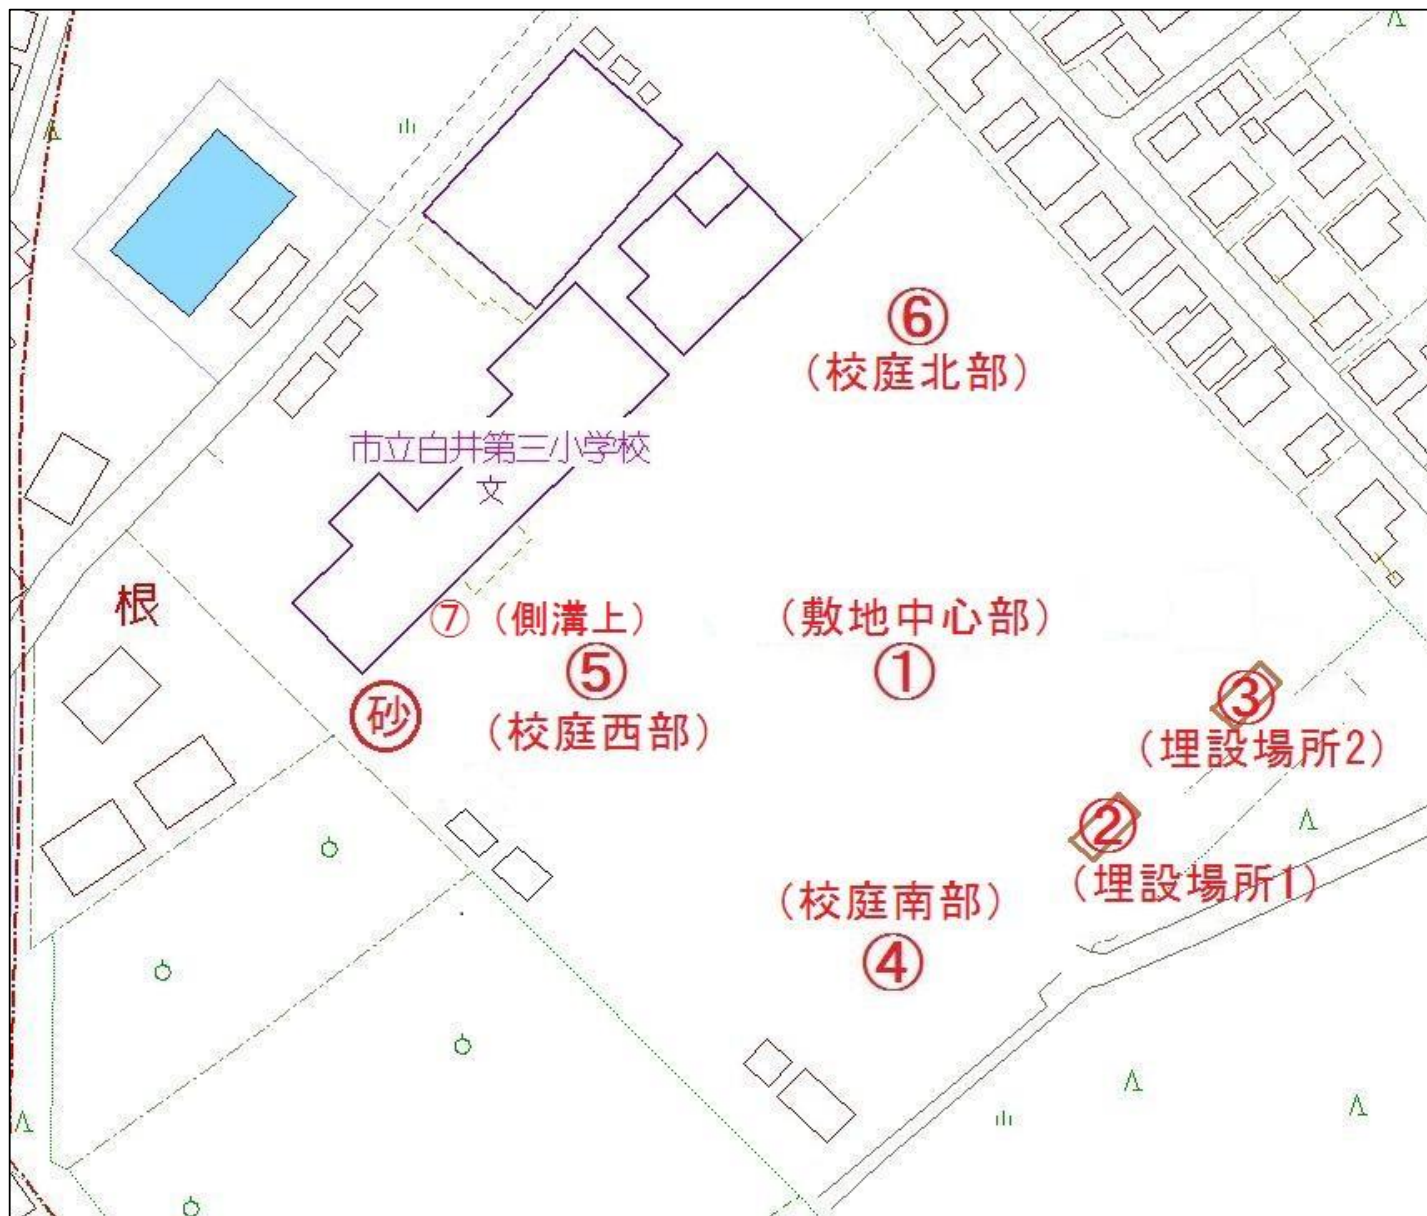 ⑥
（校庭北部）
市立白井第三小学校
文
根
⑦（側溝上）
（敷地中心部）
⑤
①
砂
③
（校庭西部）
（埋設場所2）
②
（埋設場所1）
（校庭南部）
④